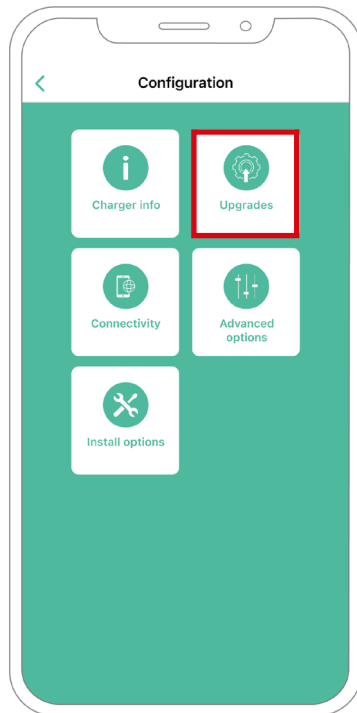 Configuration
Charger info
Upgrades
Connectivity
Advanced
options
Install options